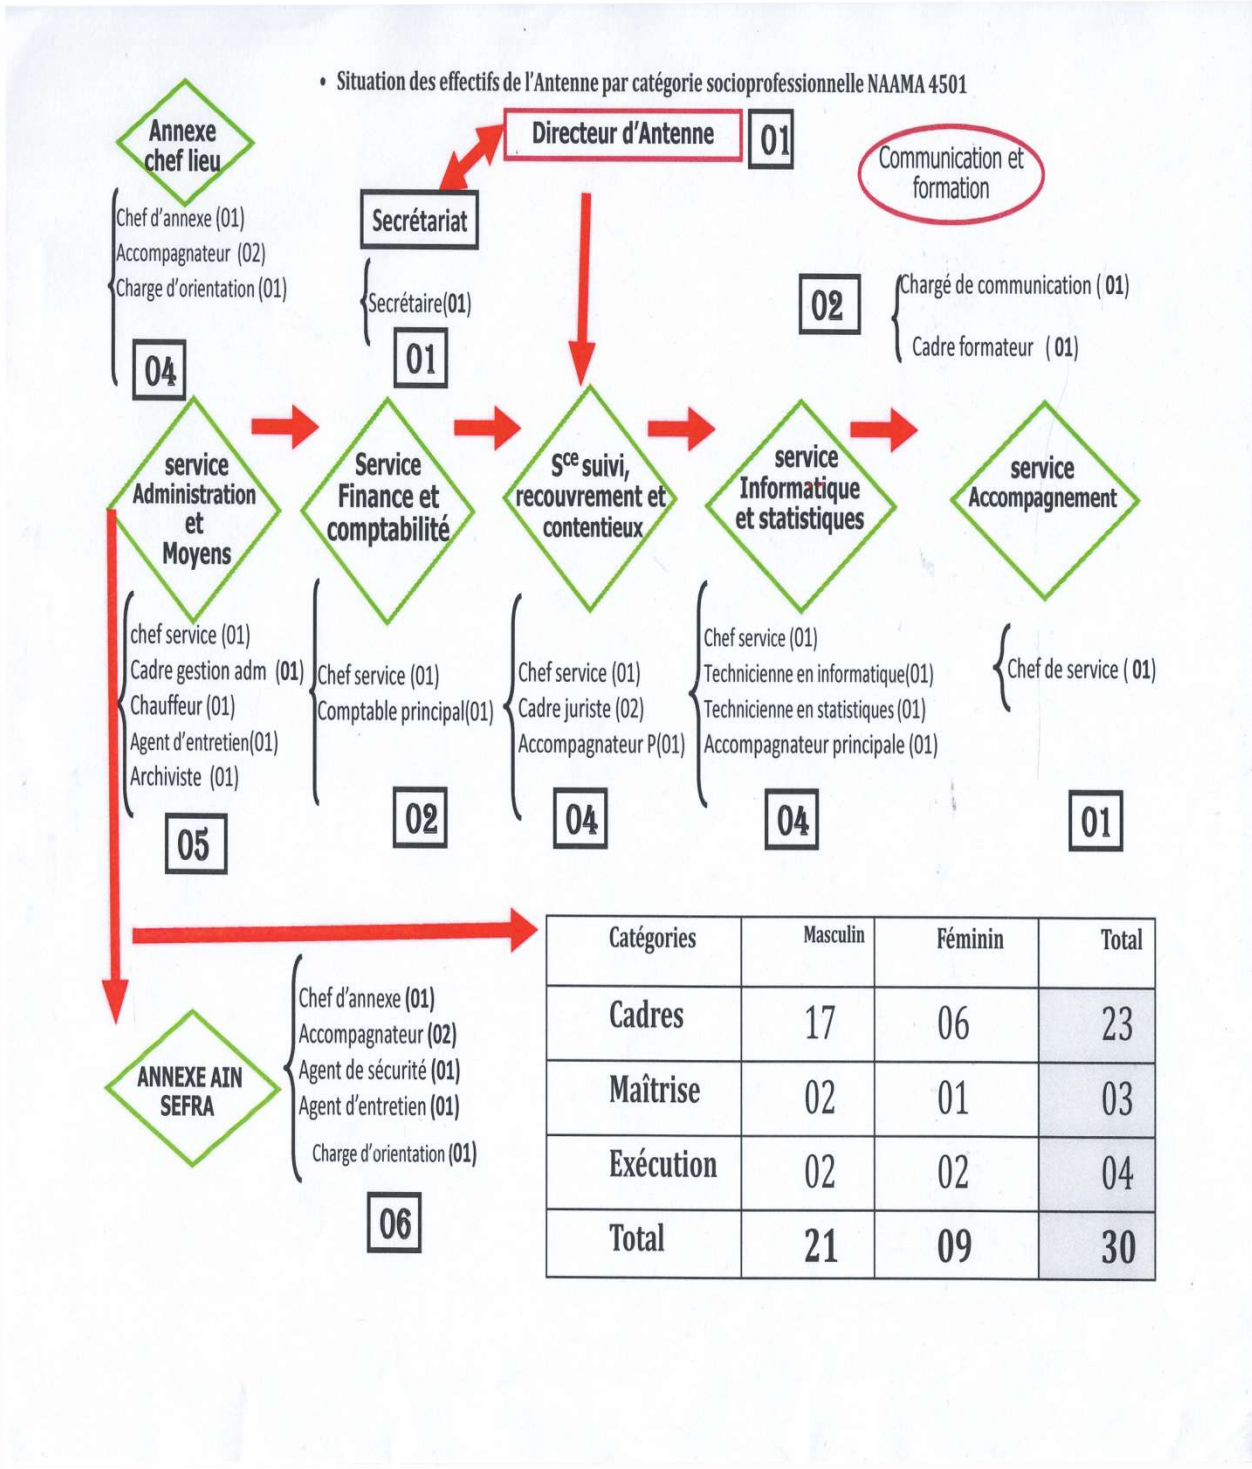 • Situation des effectifs de l'Antenne par catégorie socioprofessionnelle NAAMA 4501
Directeur d'Antenne
01
Annexe
chef lieu
Chef d'annexe (01)
Accompagnateur (02)
Charge d'orientation (01)
04
Secrétariat
Secrétaire(01)
01
Communication et
formation
02
Chargé de communication ( 01)
Cadre formateur ( 01)
service
Administration
et
Moyens
chef service (01)
Cadre gestion adm (01)
Chauffeur (01)
Agent d'entretien(01)
Archiviste (01)
05
Service
Finance et
comptabilité
Chef service (01)
Comptable principal(01)
02
Sce suivi,
recouvrement et
contentieux
Chef service (01)
Cadre juriste (02)
Accompagnateur P(01)
04
service
Informatique
et statistiques
Chef service (01)
Technicienne en informatique(01)
Technicienne en statistiques (01)
Accompagnateur principale (01)
04
service
Accompagnement
Chef de service ( 01)
01
ANNEXE AIN
SEFRA
Chef d'annexe (01)
Accompagnateur (02)
Agent de sécurité (01)
Agent d'entretien (01)
Charge d'orientation (01)
06
Catégories Masculin Féminin Total
Cadres 17 06 23
Maîtrise 02 01 03
Exécution 02 02 04
Total 21 09 30